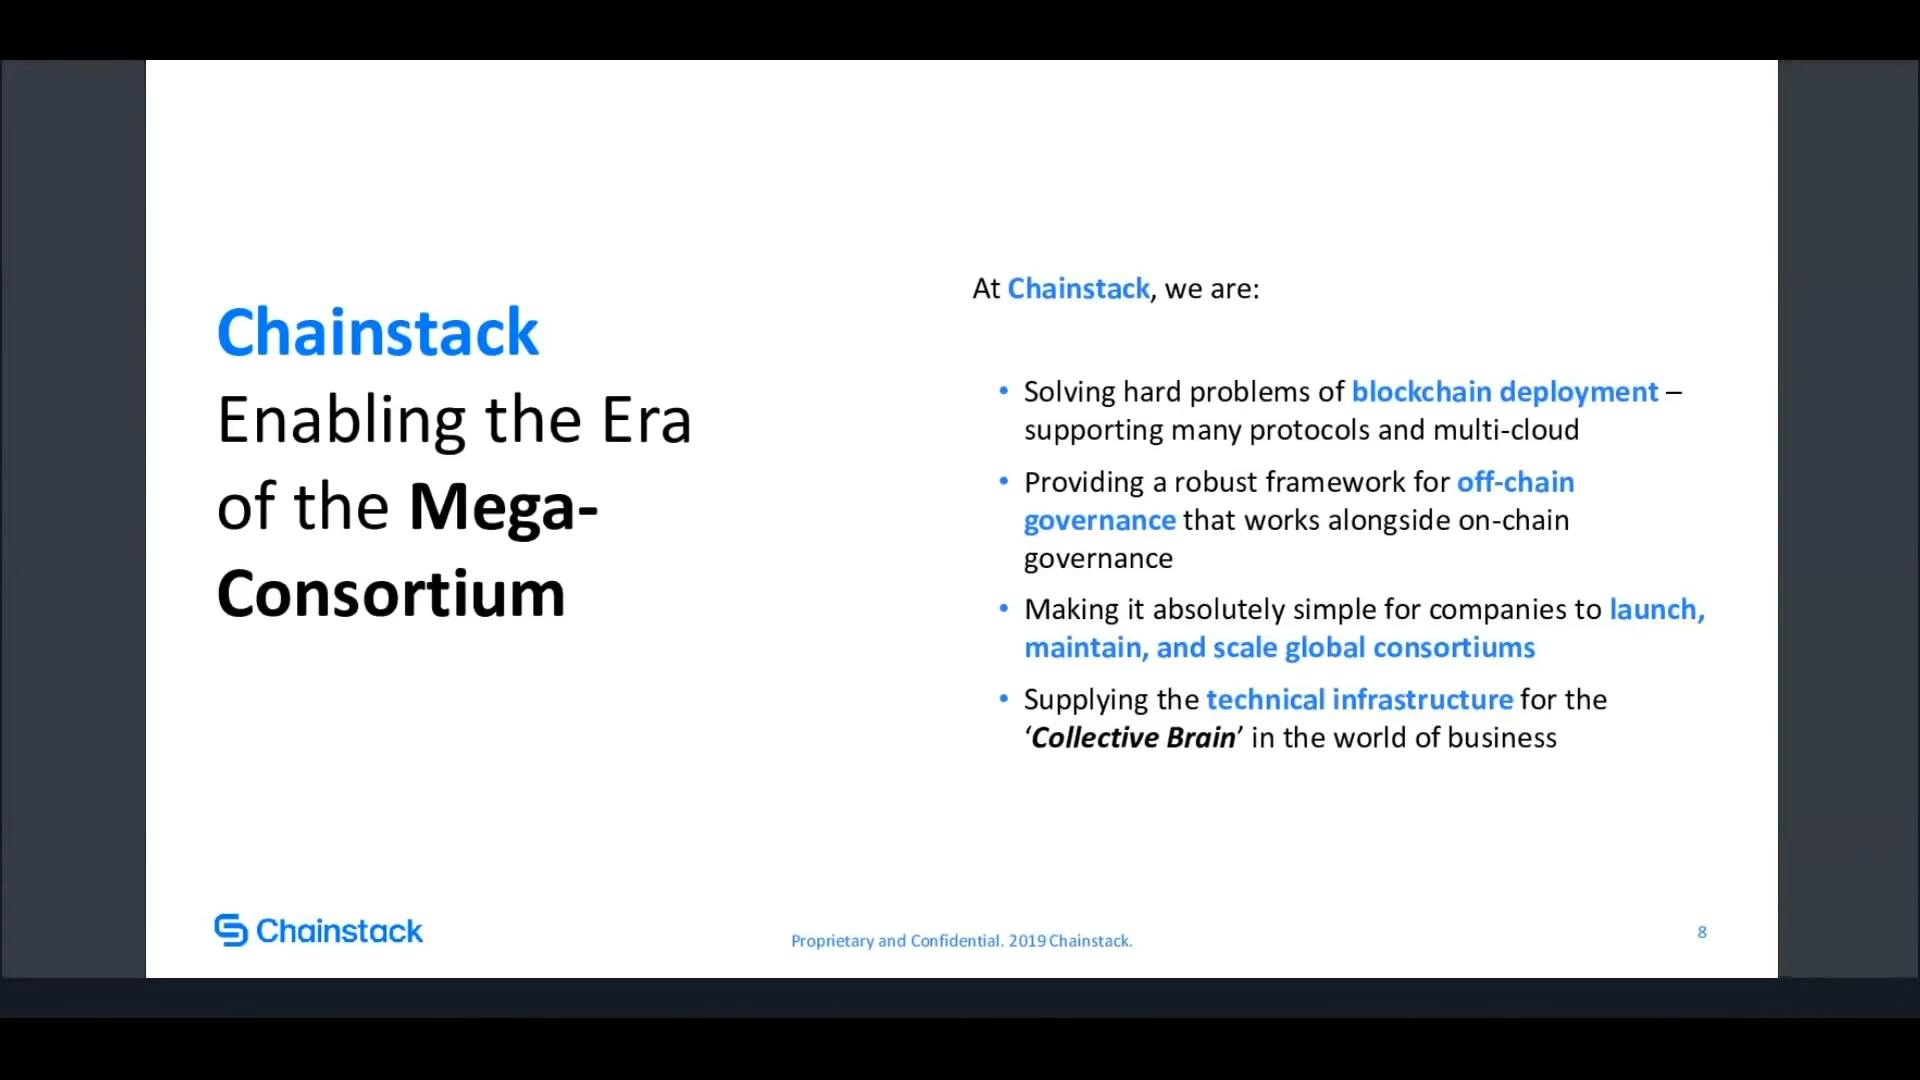 Chainstack
Enabling the Era
of the Mega-
Consortium
At Chainstack, we are:
• Solving hard problems of blockchain deployment –
supporting many protocols and multi-cloud
• Providing a robust framework for off-chain
governance that works alongside on-chain
governance
• Making it absolutely simple for companies to launch,
maintain, and scale global consortiums
• Supplying the technical infrastructure for the
‘Collective Brain’ in the world of business
Chainstack
Proprietary and Confidential. 2019 Chainstack.
8